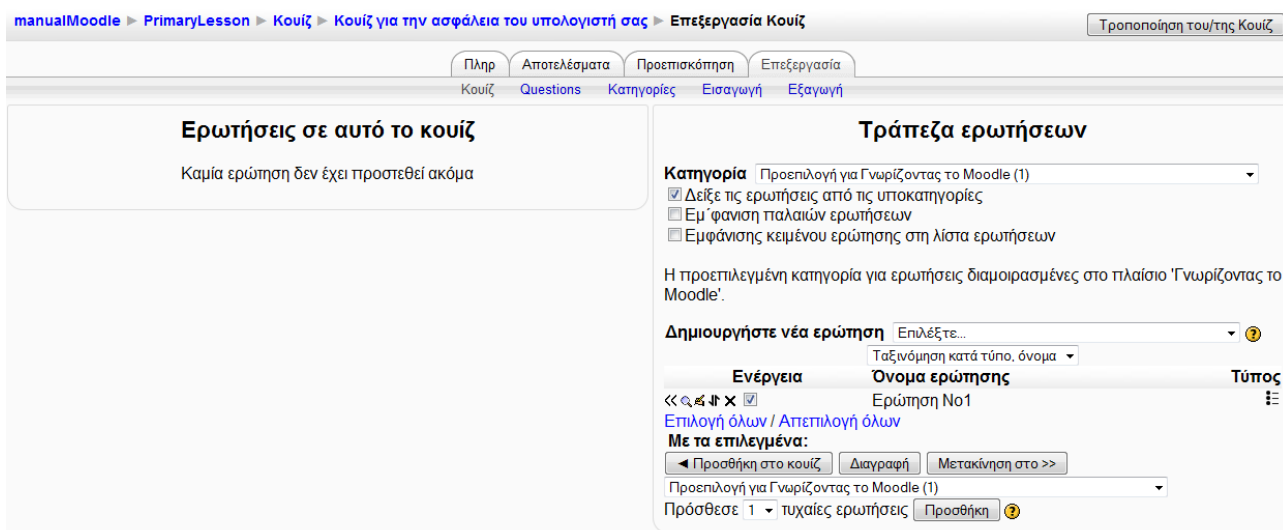 manualMoodle ► PrimaryLesson ► Κουίζ ► Κουίζ για την ασφάλεια του υπολογιστή σας ► Επεξεργασία Κουίζ
Τροποποίηση του/της Κουίζ
Πληρ Αποτελέσματα Προεπισκόπηση Επεξεργασία
Κουίζ Questions Κατηγορίες Εισαγωγή Εξαγωγή
Ερωτήσεις σε αυτό το κουίζ
Καμία ερώτηση δεν έχει προστεθεί ακόμα
Τράπεζα ερωτήσεων
Κατηγορία Προεπιλογή για Γνωρίζοντας το Moodle (1)
Δείξε τις ερωτήσεις από τις υποκατηγορίες
Εμ΄φανιση παλαιών ερωτήσεων
Εμφάνισης κειμένου ερώτησης στη λίστα ερωτήσεων
Η προεπιλεγμένη κατηγορία για ερωτήσεις διαμοιρασμένες στο πλαίσιο 'Γνωρίζοντας το
Moodle'.
Δημιουργήστε νέα ερώτηση Επιλέξτε...
Ταξινόμηση κατά τύπο, όνομα
Ενέργεια Όνομα ερώτησης Τύπος
Ερώτηση Νο1
Επιλογή όλων / Απεπιλογή όλων
Με τα επιλεγμένα:
◄ Προσθήκη στο κουίζ Διαγραφή Μετακίνηση στο >>
Προεπιλογή για Γνωρίζοντας το Moodle (1)
Πρόσθεσε 1 τυχαίες ερωτήσεις Προσθήκη